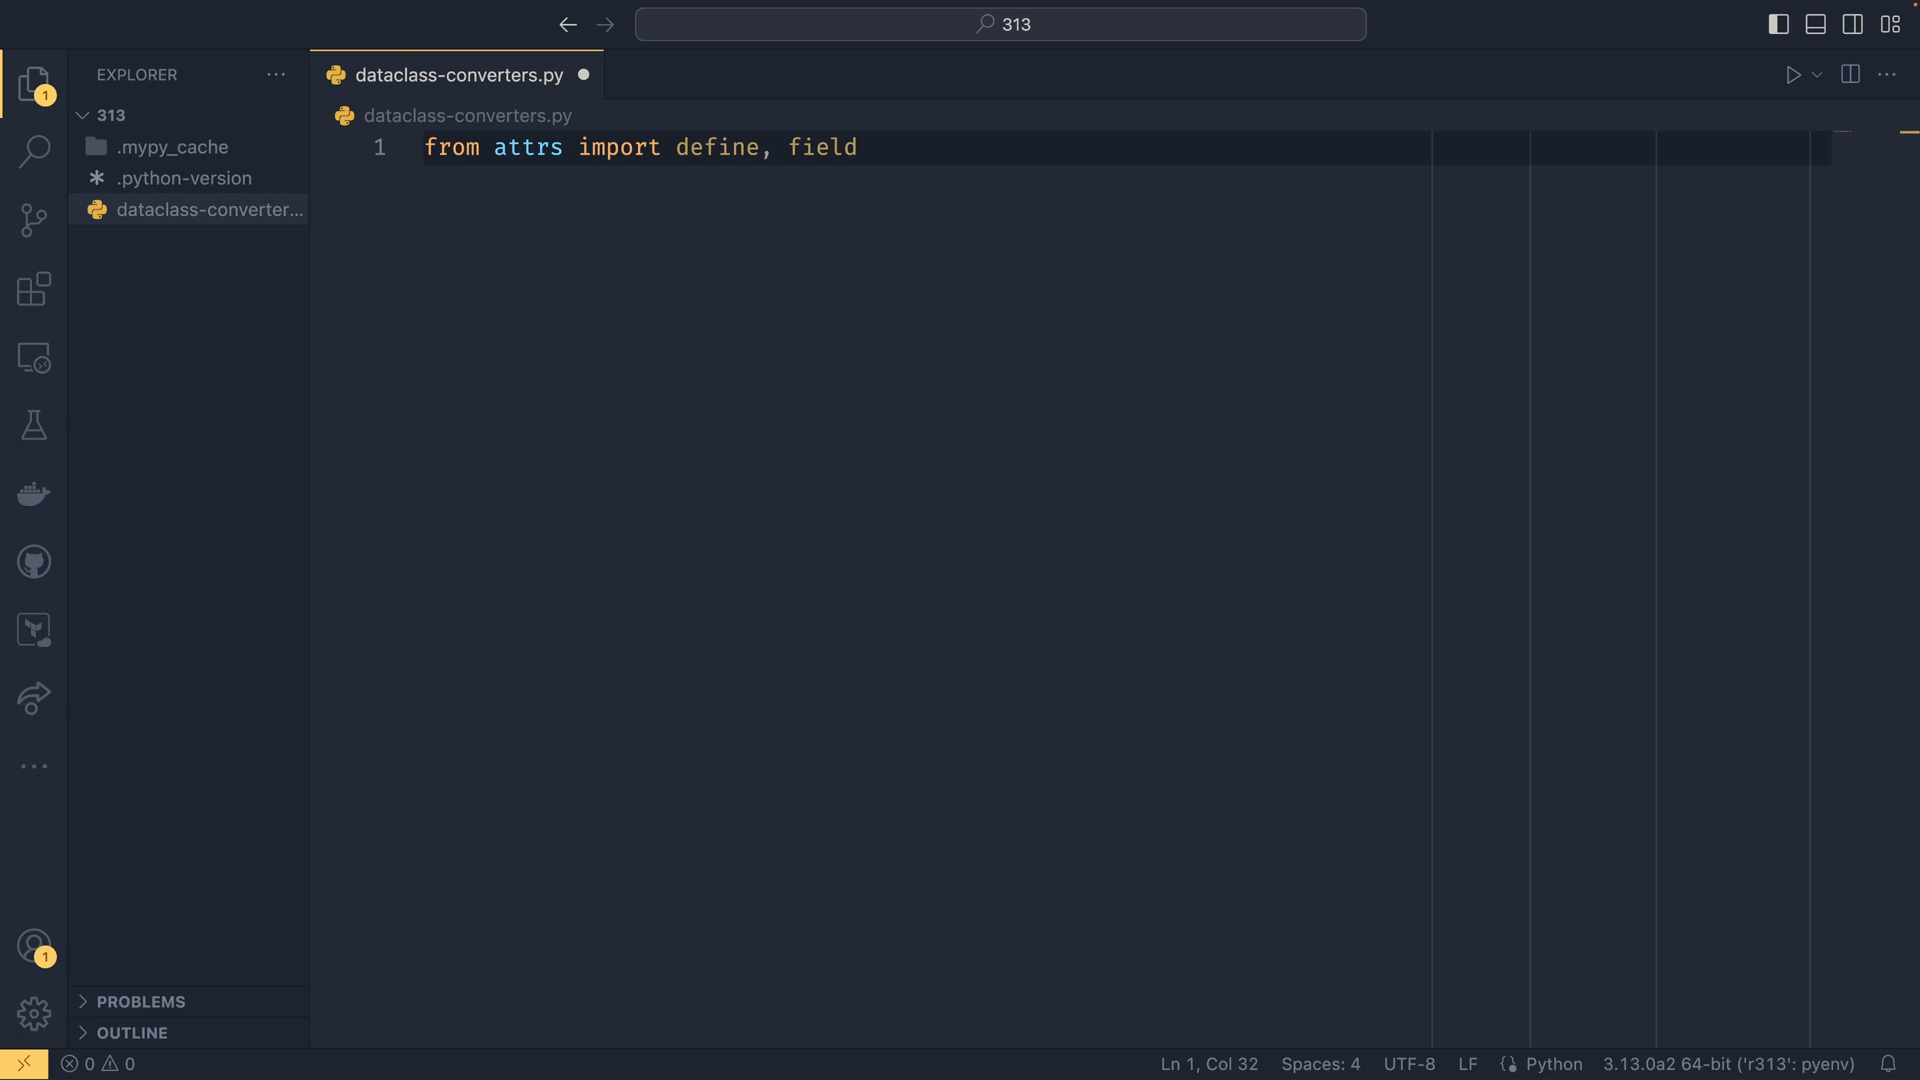 313
EXPLORER
dataclass-converters.py
1
313
dataclass-converters.py
.mypy_cache
1 from attrs import define, field
.python-version
dataclass-converter...
1
PROBLEMS
OUTLINE
0 0 Ln 1, Col 32 Spaces: 4 UTF-8 LF Python 3.13.0a2 64-bit ('r313': pyenv)